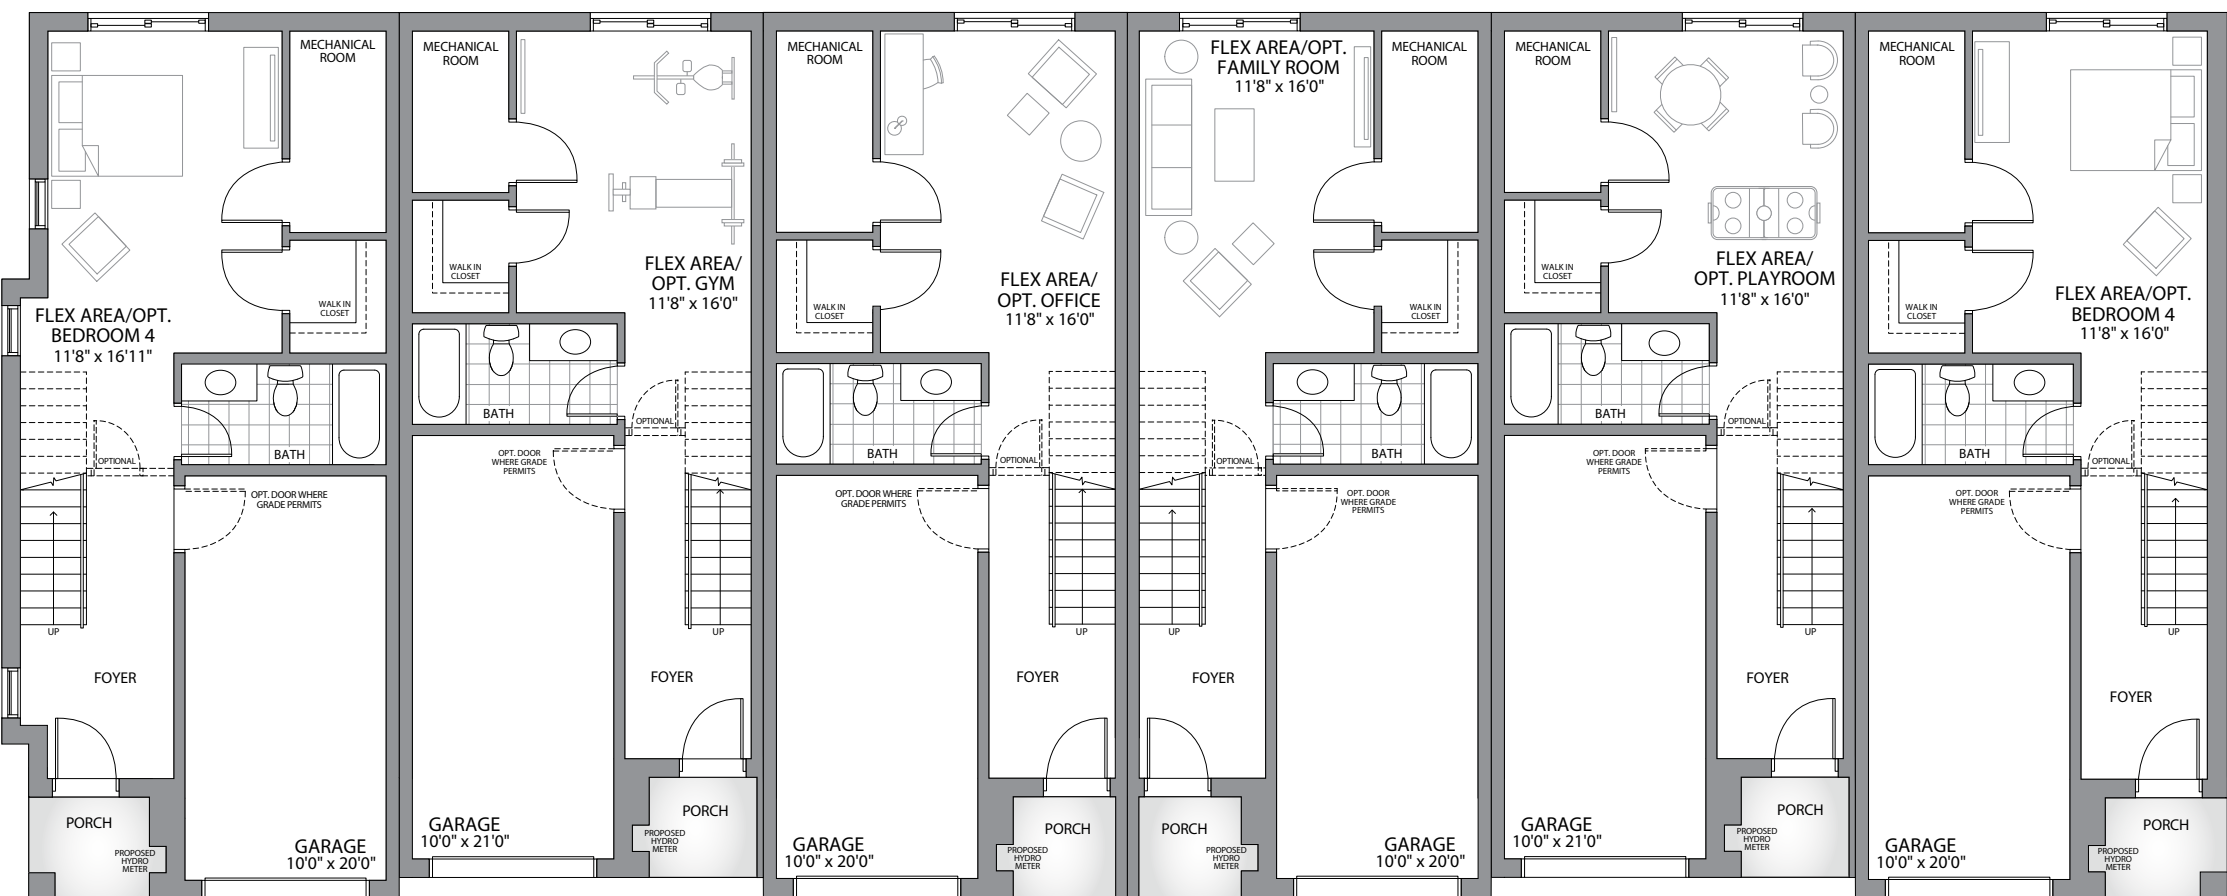 MECHANICAL
ROOM
FLEX AREA/OPT.
BEDROOM 4
11'8" x 16'11"
WALK IN
CLOSET
BATH
OPTIONAL
OPT. DOOR WHERE
GRADE PERMITS
UP
FOYER
PORCH
PROPOSED
HYDRO
METER
GARAGE
10'0" x 20'0"
MECHANICAL
ROOM
WALK IN
CLOSET
FLEX AREA/
OPT. GYM
11'8" x 16'0"
BATH
OPTIONAL
OPT. DOOR
WHERE GRADE
PERMITS
UP
FOYER
GARAGE
10'0" x 21'0"
PORCH
PROPOSED
HYDRO
METER
MECHANICAL
ROOM
WALK IN
CLOSET
FLEX AREA/
OPT. OFFICE
11'8" x 16'0"
BATH
OPTIONAL
OPT. DOOR WHERE
GRADE PERMITS
UP
FOYER
GARAGE
10'0" x 20'0"
PORCH
PROPOSED
HYDRO
METER
FLEX AREA/OPT.
FAMILY ROOM
11'8" x 16'0"
MECHANICAL
ROOM
WALK IN
CLOSET
BATH
OPTIONAL
OPT. DOOR
WHERE GRADE
PERMITS
UP
FOYER
PORCH
PROPOSED
HYDRO
METER
GARAGE
10'0" x 20'0"
MECHANICAL
ROOM
WALK IN
CLOSET
FLEX AREA/
OPT. PLAYROOM
11'8" x 16'0"
BATH
OPTIONAL
OPT. DOOR
WHERE GRADE
PERMITS
UP
FOYER
GARAGE
10'0" x 21'0"
PORCH
PROPOSED
HYDRO
METER
MECHANICAL
ROOM
WALK IN
CLOSET
FLEX AREA/OPT.
BEDROOM 4
11'8" x 16'0"
BATH
OPTIONAL
OPT. DOOR
WHERE GRADE
PERMITS
UP
FOYER
GARAGE
10'0" x 20'0"
PORCH
PROPOSED
HYDRO
METER